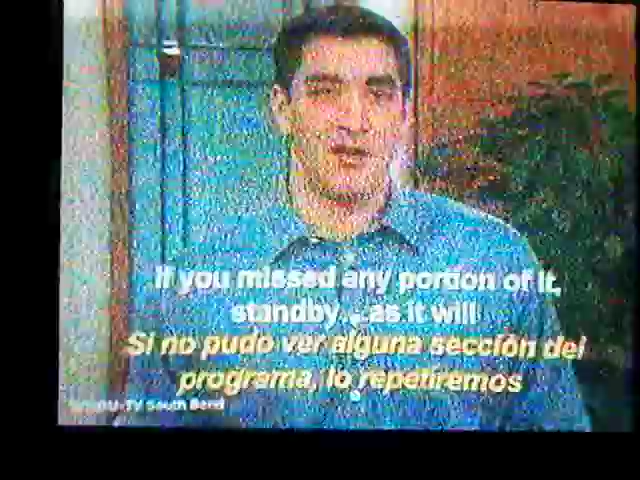 If you missed any portion of it,
standby...as it will
Si no pudo ver alguna sección del
programa, lo repetiremos
-TV South Bend